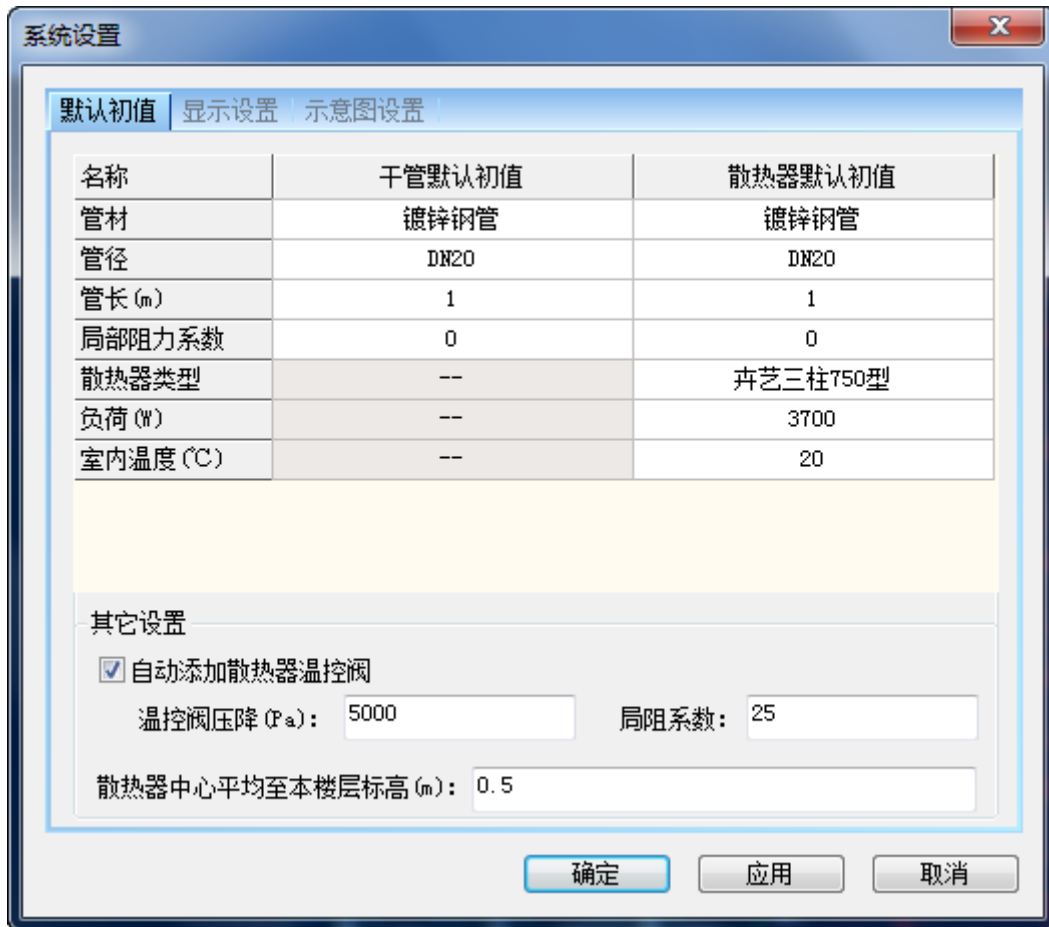 系统设置
默认初值 显示设置 示意图设置
名称 干管默认初值 散热器默认初值
管材 镀锌钢管 镀锌钢管
管径 DN20 DN20
管长(m) 1 1
局部阻力系数 0 0
散热器类型 -- 卉艺三柱750型
负荷(W) -- 3700
室内温度(℃) -- 20
其它设置
自动添加散热器温控阀
温控阀压降(Pa): 5000 局阻系数: 25
散热器中心平均至本楼层标高(m): 0.5
确定 应用 取消